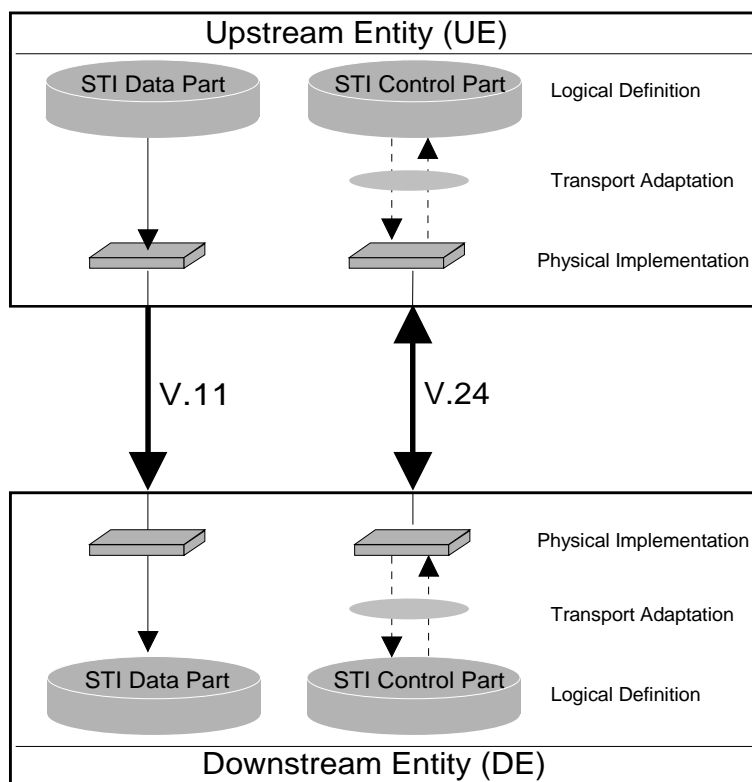 Upstream Entity (UE)
STI Data Part
STI Control Part
Logical Definition
Transport Adaptation
Physical Implementation
V.11
V.24
Physical Implementation
Transport Adaptation
STI Data Part
STI Control Part
Logical Definition
Downstream Entity (DE)